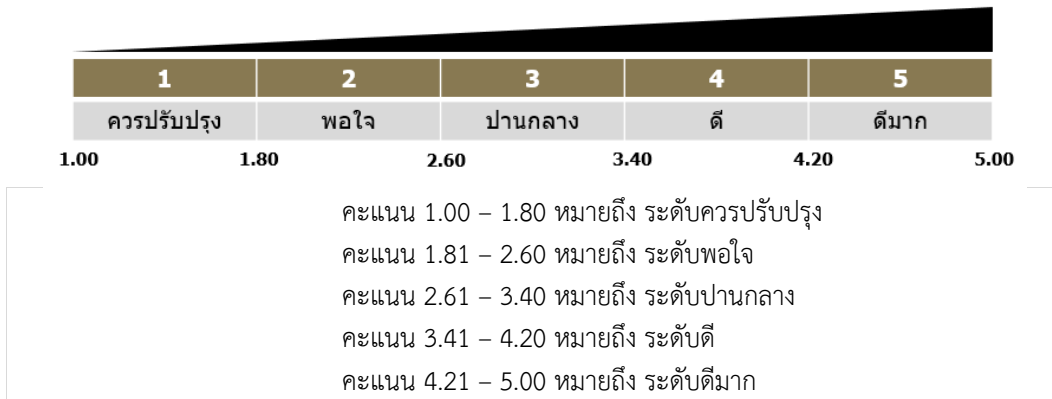 1 2 3 4 5
ควรปรับปรุง พอใจ ปานกลาง ดี ดีมาก
1.00 1.80 2.60 3.40 4.20 5.00
คะแนน 1.00 – 1.80 หมายถึง ระดับควรปรับปรุง
คะแนน 1.81 – 2.60 หมายถึง ระดับพอใจ
คะแนน 2.61 – 3.40 หมายถึง ระดับปานกลาง
คะแนน 3.41 – 4.20 หมายถึง ระดับดี
คะแนน 4.21 – 5.00 หมายถึง ระดับดีมาก